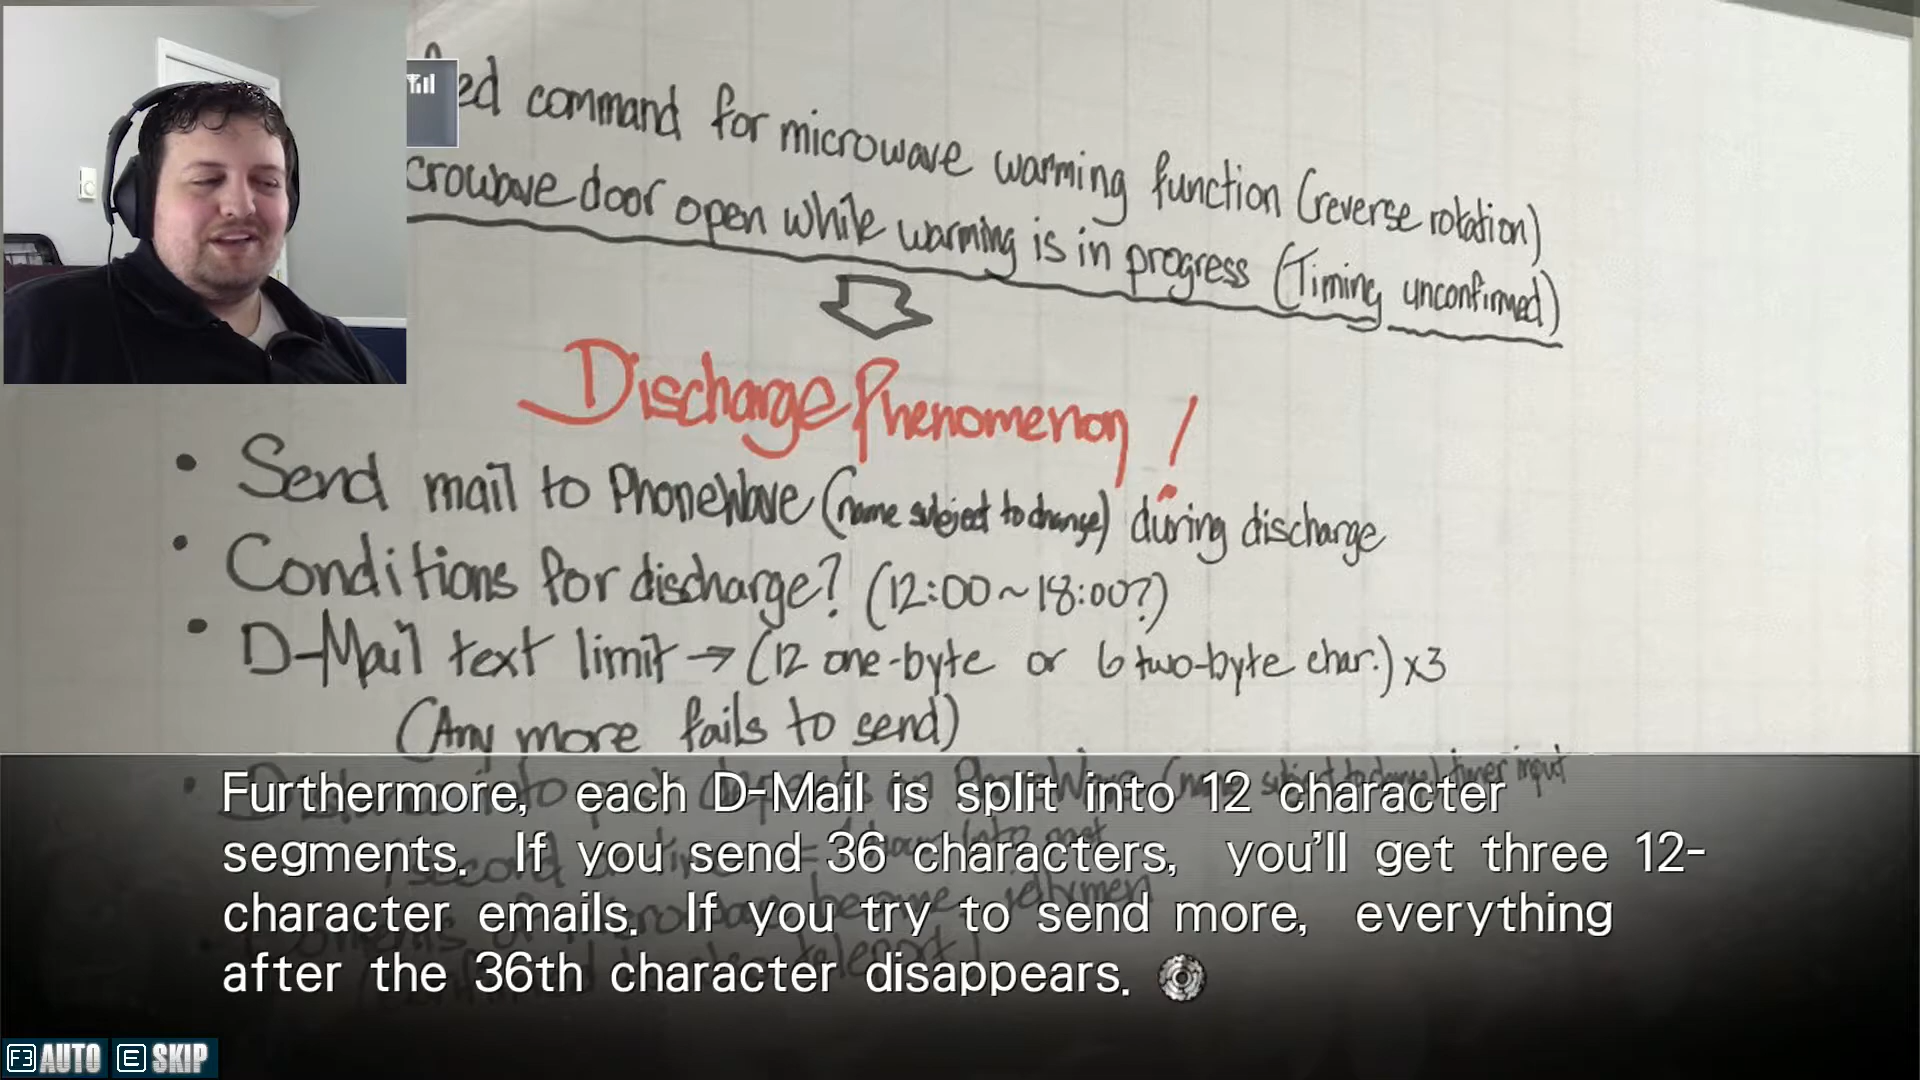 ed command for microwave warming function (reverse rotation)
crowave door open while warming is in progress (Timing unconfirmed)
Discharge Phenomenon!
• Send mail to PhoneWave (name subject to change) during discharge
• Conditions for discharge? (12:00~18:00?)
• D-Mail text limit → (12 one-byte or 6 two-byte char.) x3
(Any more fails to send)
Furthermore, each D-Mail is split into 12 character
segments. If you send 36 characters, you'll get three 12-
character emails. If you try to send more, everything
after the 36th character disappears.
F3 AUTO E SKIP